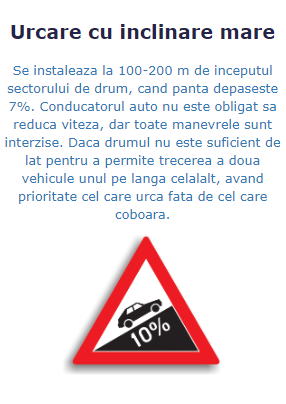 Urcare cu inclinare mare
Se instaleaza la 100-200 m de inceputul
sectorului de drum, cand panta depaseste
7%. Conducatorul auto nu este obligat sa
reduca viteza, dar toate manevrele sunt
interzise. Daca drumul nu este suficient de
lat pentru a permite trecerea a doua
vehicule unul pe langa celalalt, avand
prioritate cel care urca fata de cel care
coboara.
10%